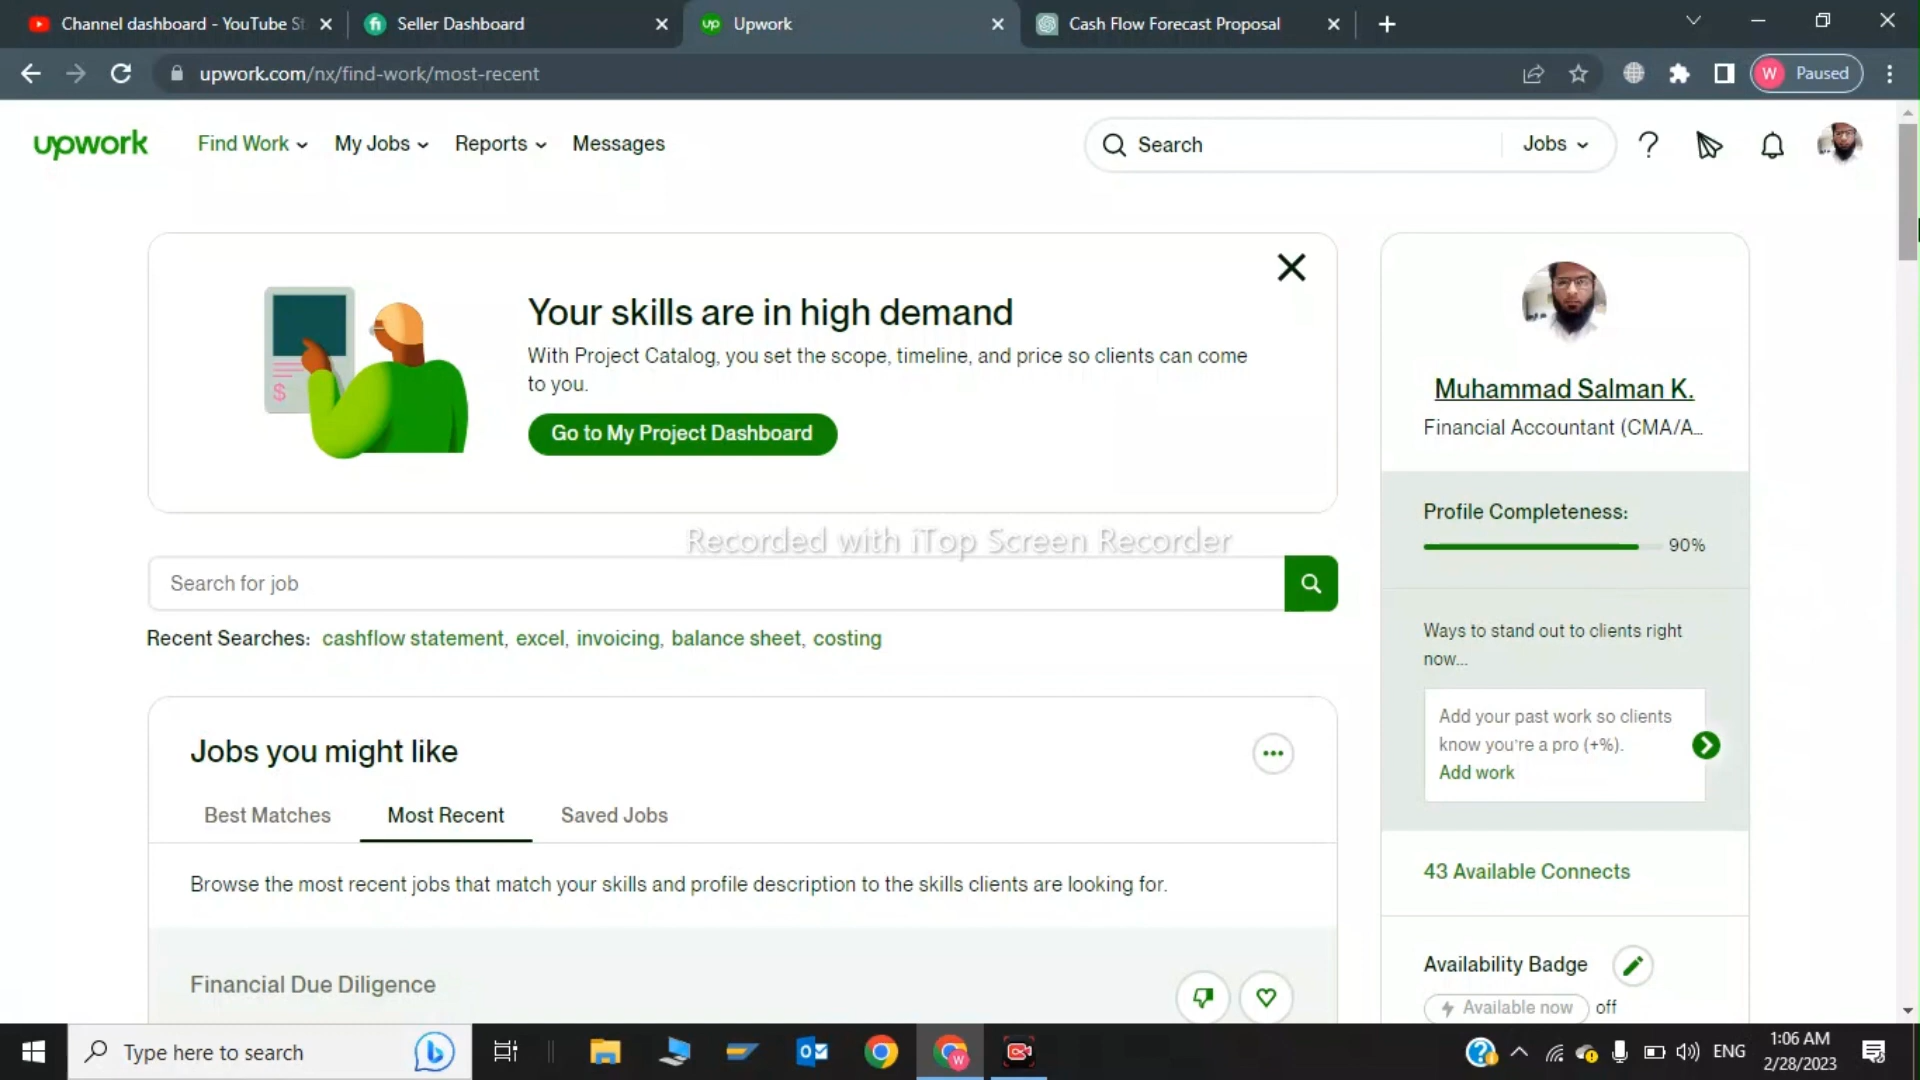 Channel dashboard - YouTube St
Seller Dashboard
up
Upwork
Cash Flow Forecast Proposal
upwork.com/nx/find-work/most-recent
W
Paused
upwork
Find Work
My Jobs
Reports
Messages
Search
Jobs
Your skills are in high demand
With Project Catalog, you set the scope, timeline, and price so clients can come
to you.
Go to My Project Dashboard
$
Muhammad Salman K.
Financial Accountant (CMA/A...
Profile Completeness:
90%
Recorded with iTop Screen Recorder
Search for job
Recent Searches: cashflow statement, excel, invoicing, balance sheet, costing
Ways to stand out to clients right
now...
Add your past work so clients
know you're a pro (+%).
Add work
Jobs you might like
Best Matches
Most Recent
Saved Jobs
Browse the most recent jobs that match your skills and profile description to the skills clients are looking for.
43 Available Connects
Financial Due Diligence
Availability Badge
Available now
off
Type here to search
ENG
1:06 AM
2/28/2023